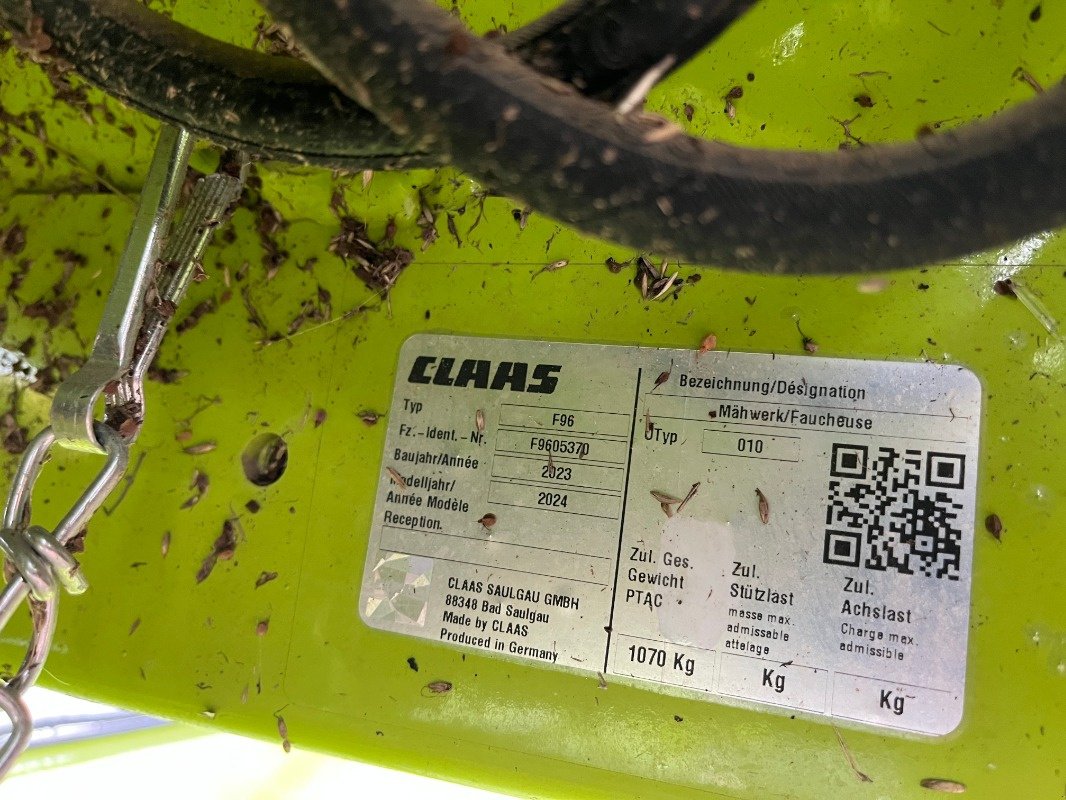 CLAAS
Typ F96
Fz.-Ident.-Nr. F9605370
Baujahr/Année 2023
Modelljahr/
Année Modèle 2024
Reception.
CLAAS SAULGAU GMBH
88348 Bad Saulgau
Made by CLAAS
Produced in Germany
Bezeichnung/Désignation
Mähwerk/Faucheuse
UTyp 010
Zul. Ges.
Gewicht
PTAC
1070 Kg
Zul.
Stützlast
masse max.
admissable
attelage
Kg
Zul.
Achslast
Charge max.
admissible
Kg